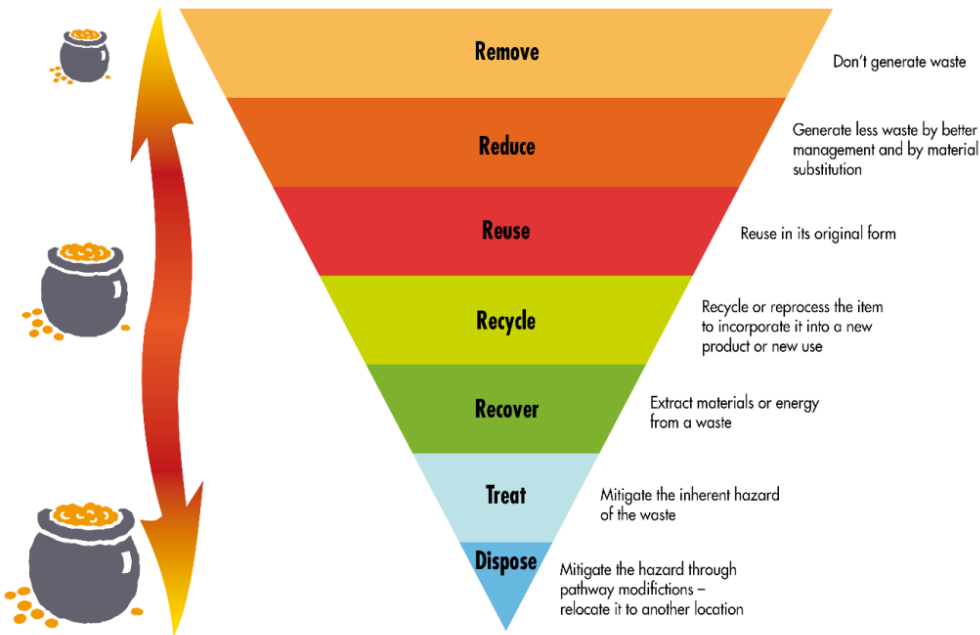 Remove
Don't generate waste
Reduce
Generate less waste by better
management and by material
substitution
Reuse
Reuse in its original form
Recycle
Recycle or reprocess the item
to incorporate it into a new
product or new use
Recover
Extract materials or energy
from a waste
Treat
Mitigate the inherent hazard
of the waste
Dispose
Mitigate the hazard through
pathway modifictions –
relocate it to another location